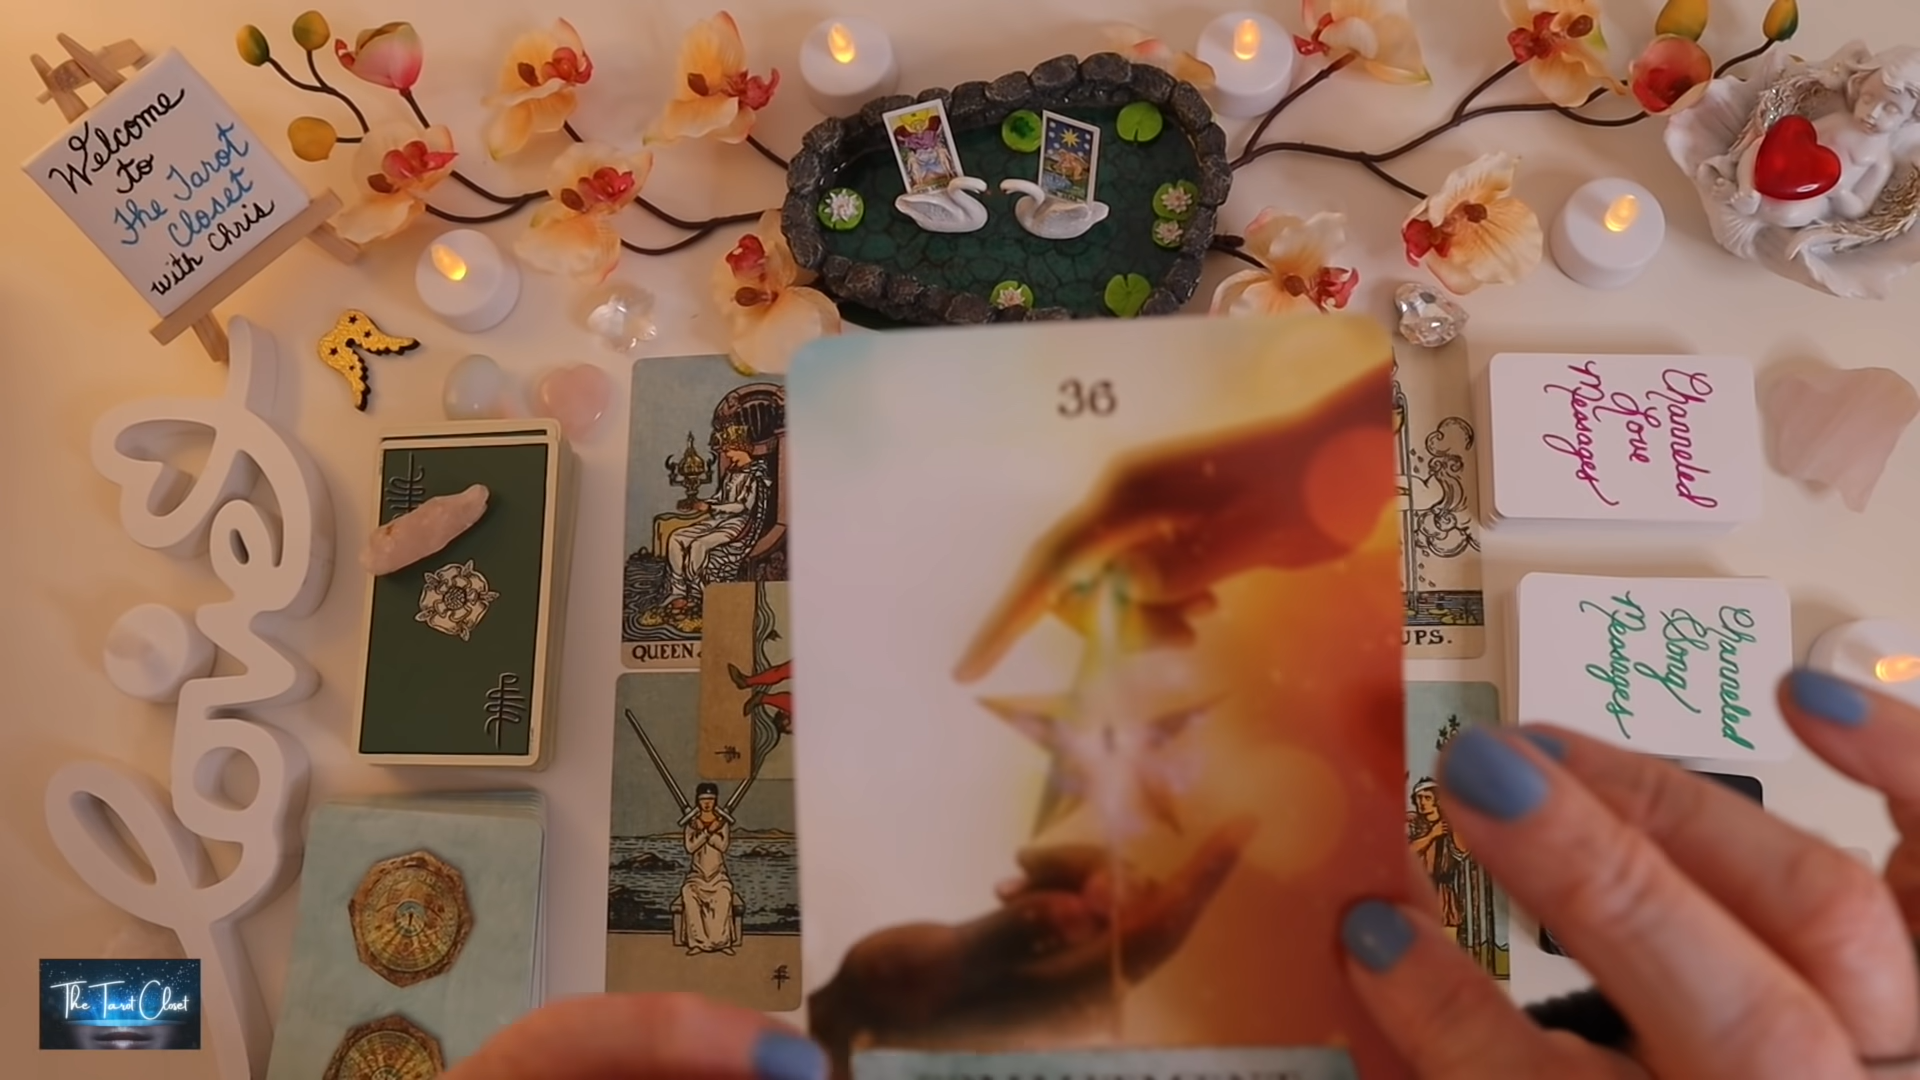 Welcome
to
the Tarot
Closet
with Chris
36
Channeled
Love
Messages
QUEEN
UPS.
Channeled
Song
Messages
love is
The Tarot Closet